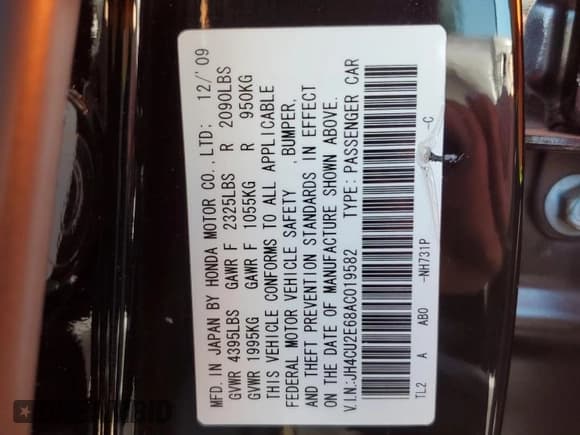 MFD. IN JAPAN BY HONDA MOTOR CO.,LTD: 12/'09
GVWR 4395LBS GAWR F 2325LBS R 2090LBS
GVWR 1995KG GAWR F 1055KG R 950KG
THIS VEHICLE CONFORMS TO ALL APPLICABLE
FEDERAL MOTOR VEHICLE SAFETY ,BUMPER,
AND THEFT PREVENTION STANDARDS IN EFFECT
ON THE DATE OF MANUFACTURE SHOWN ABOVE.
V.I.N.:JH4CU2E68AC019582 TYPE:PASSENGER CAR
TL2 A AB0 -NH731P -C